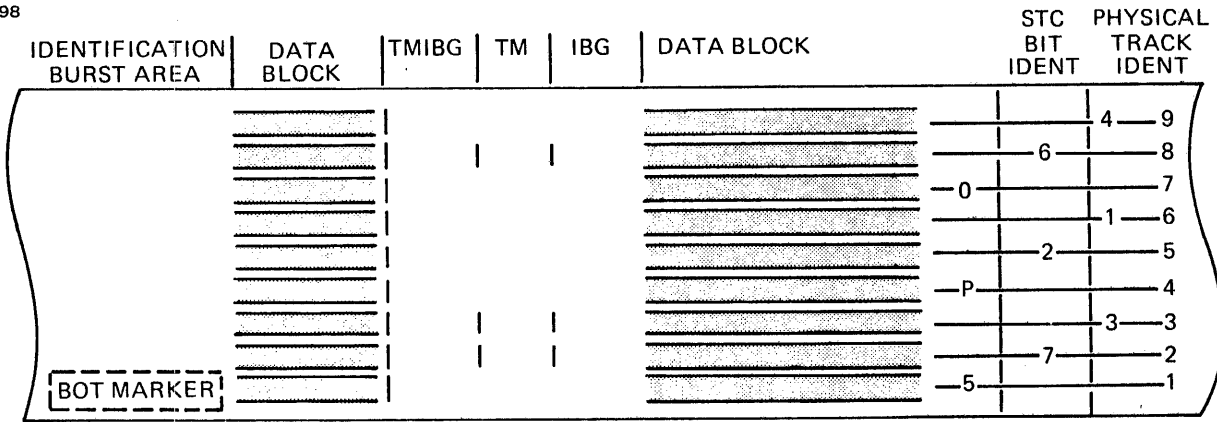 98
IDENTIFICATION BURST AREA
DATA BLOCK
TMIBG
TM
IBG
DATA BLOCK
STC BIT IDENT
PHYSICAL TRACK IDENT
4 9
6 8
0 7
1 6
2 5
P 4
3 3
7 2
BOT MARKER
5 1